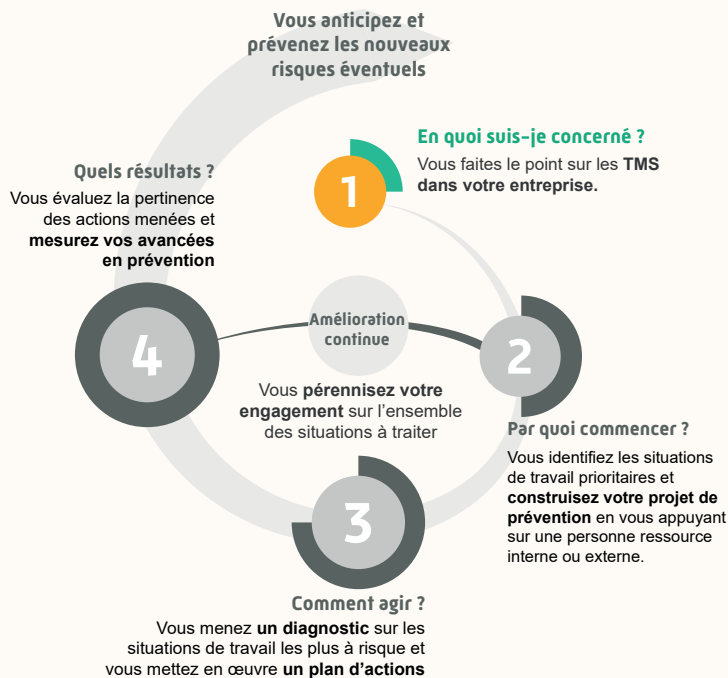 Vous anticipez et
prévenez les nouveaux
risques éventuels
1
En quoi suis-je concerné ?
Vous faites le point sur les TMS
dans votre entreprise.
Quels résultats ?
Vous évaluez la pertinence
des actions menées et
mesurez vos avancées
en prévention
4
Amélioration
continue
2
Vous pérennisez votre
engagement sur l'ensemble
des situations à traiter
Par quoi commencer ?
Vous identifiez les situations
de travail prioritaires et
construisez votre projet de
prévention en vous appuyant
sur une personne ressource
interne ou externe.
3
Comment agir ?
Vous menez un diagnostic sur les
situations de travail les plus à risque et
vous mettez en œuvre un plan d'actions